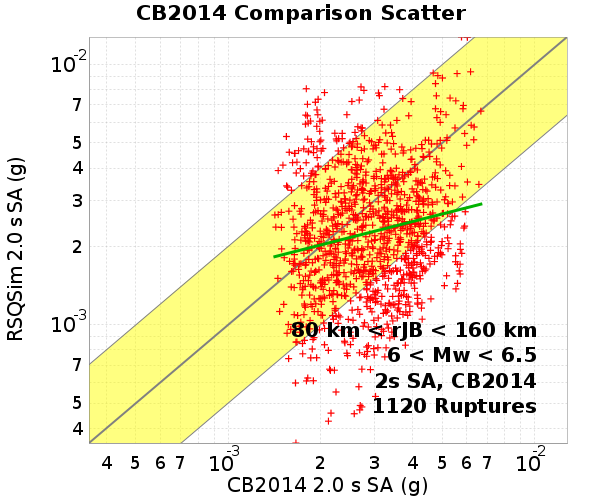 CB2014 Comparison Scatter
RSQSim 2.0 s SA (g)
10-2
7
5
4
3
2
10-3
7
5
4
80 km < rJB < 160 km
6 < Mw < 6.5
2s SA, CB2014
1120 Ruptures
4 5 6 7 10-3 2 3 4 5 6 7 10-2
CB2014 2.0 s SA (g)